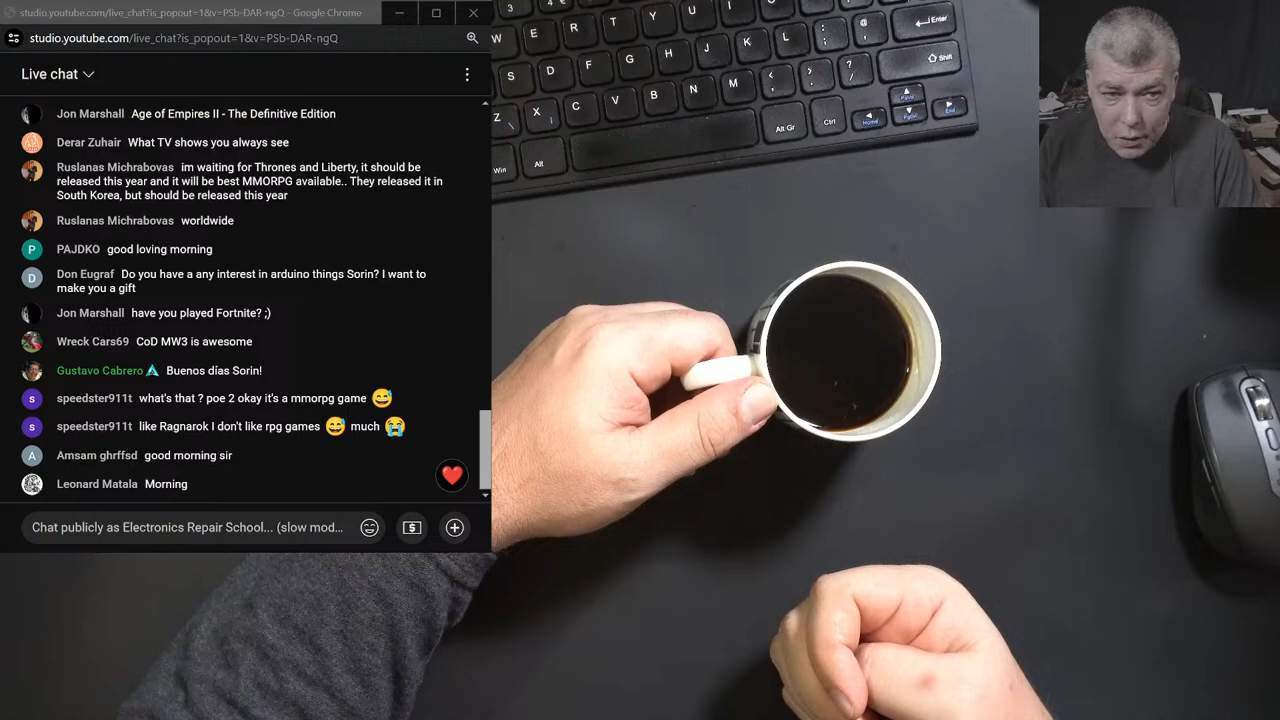 studio.youtube.com/live_chat?is_popout=1&v=PSb-DAR-ngQ - Google Chrome
studio.youtube.com/live_chat?is_popout=1&v=PSb-DAR-ngQ
Live chat
Jon Marshall Age of Empires II - The Definitive Edition
Derar Zuhair What TV shows you always see
Ruslanas Michrabovas im waiting for Thrones and Liberty, it should be
released this year and it will be best MMORPG available.. They released it in
South Korea, but should be released this year
Ruslanas Michrabovas worldwide
P PAJDKO good loving morning
D Don Eugraf Do you have a any interest in arduino things Sorin? I want to
make you a gift
Jon Marshall have you played Fortnite? ;)
Wreck Cars69 CoD MW3 is awesome
Gustavo Cabrero Buenos días Sorin!
s speedster911t what's that ? poe 2 okay it's a mmorpg game 😅
s speedster911t like Ragnarok I don't like rpg games 😅 much 😭
A Amsam ghrffsd good morning sir
Leonard Matala Morning
Chat publicly as Electronics Repair School... (slow mod...
W E R T Y U I O P Enter
S D F G H J K L Shift
Z X C V B N M
Win Alt Alt Gr Ctrl Home PgUp PgDn End